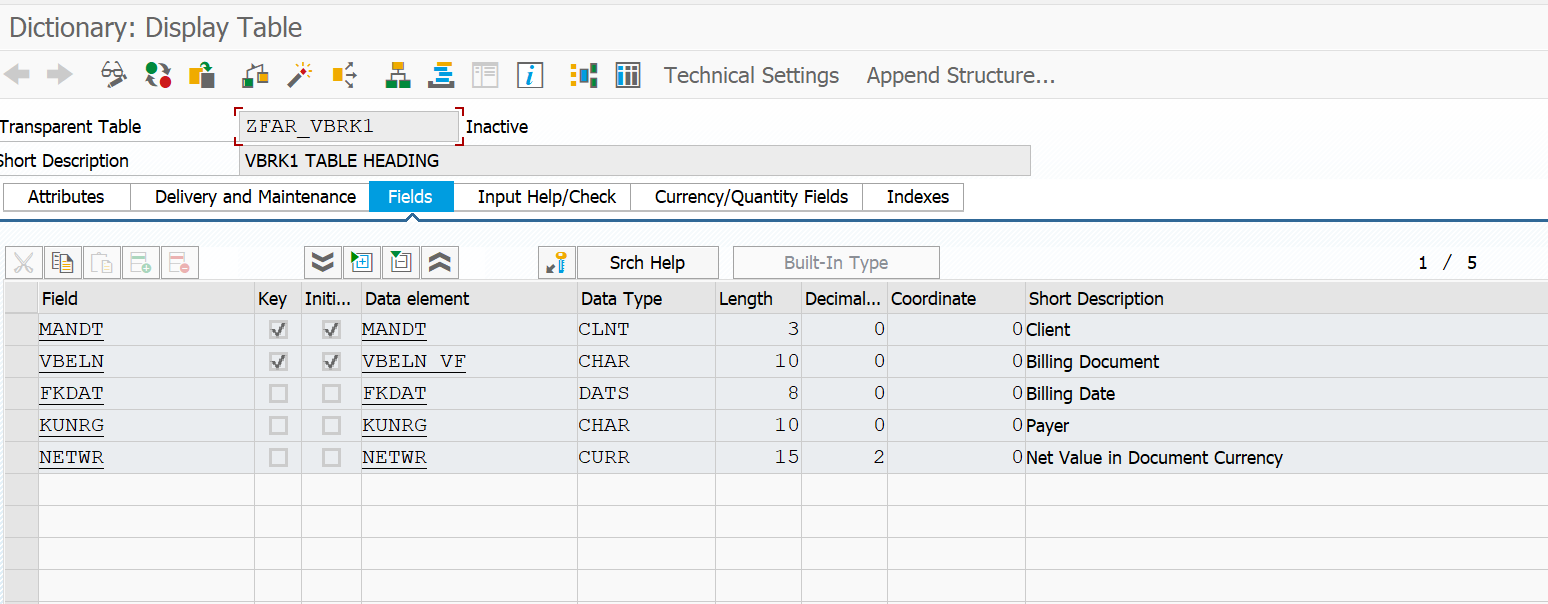 Dictionary: Display Table
Technical Settings Append Structure...
Transparent Table ZFAR_VBRK1 Inactive
Short Description VBRK1 TABLE HEADING
Attributes Delivery and Maintenance Fields Input Help/Check Currency/Quantity Fields Indexes
Srch Help Built-In Type 1 / 5
Field Key Initi... Data element Data Type Length Decimal... Coordinate Short Description
MANDT MANDT CLNT 3 0 0 Client
VBELN VBELN_VF CHAR 10 0 0 Billing Document
FKDAT FKDAT DATS 8 0 0 Billing Date
KUNRG KUNRG CHAR 10 0 0 Payer
NETWR NETWR CURR 15 2 0 Net Value in Document Currency